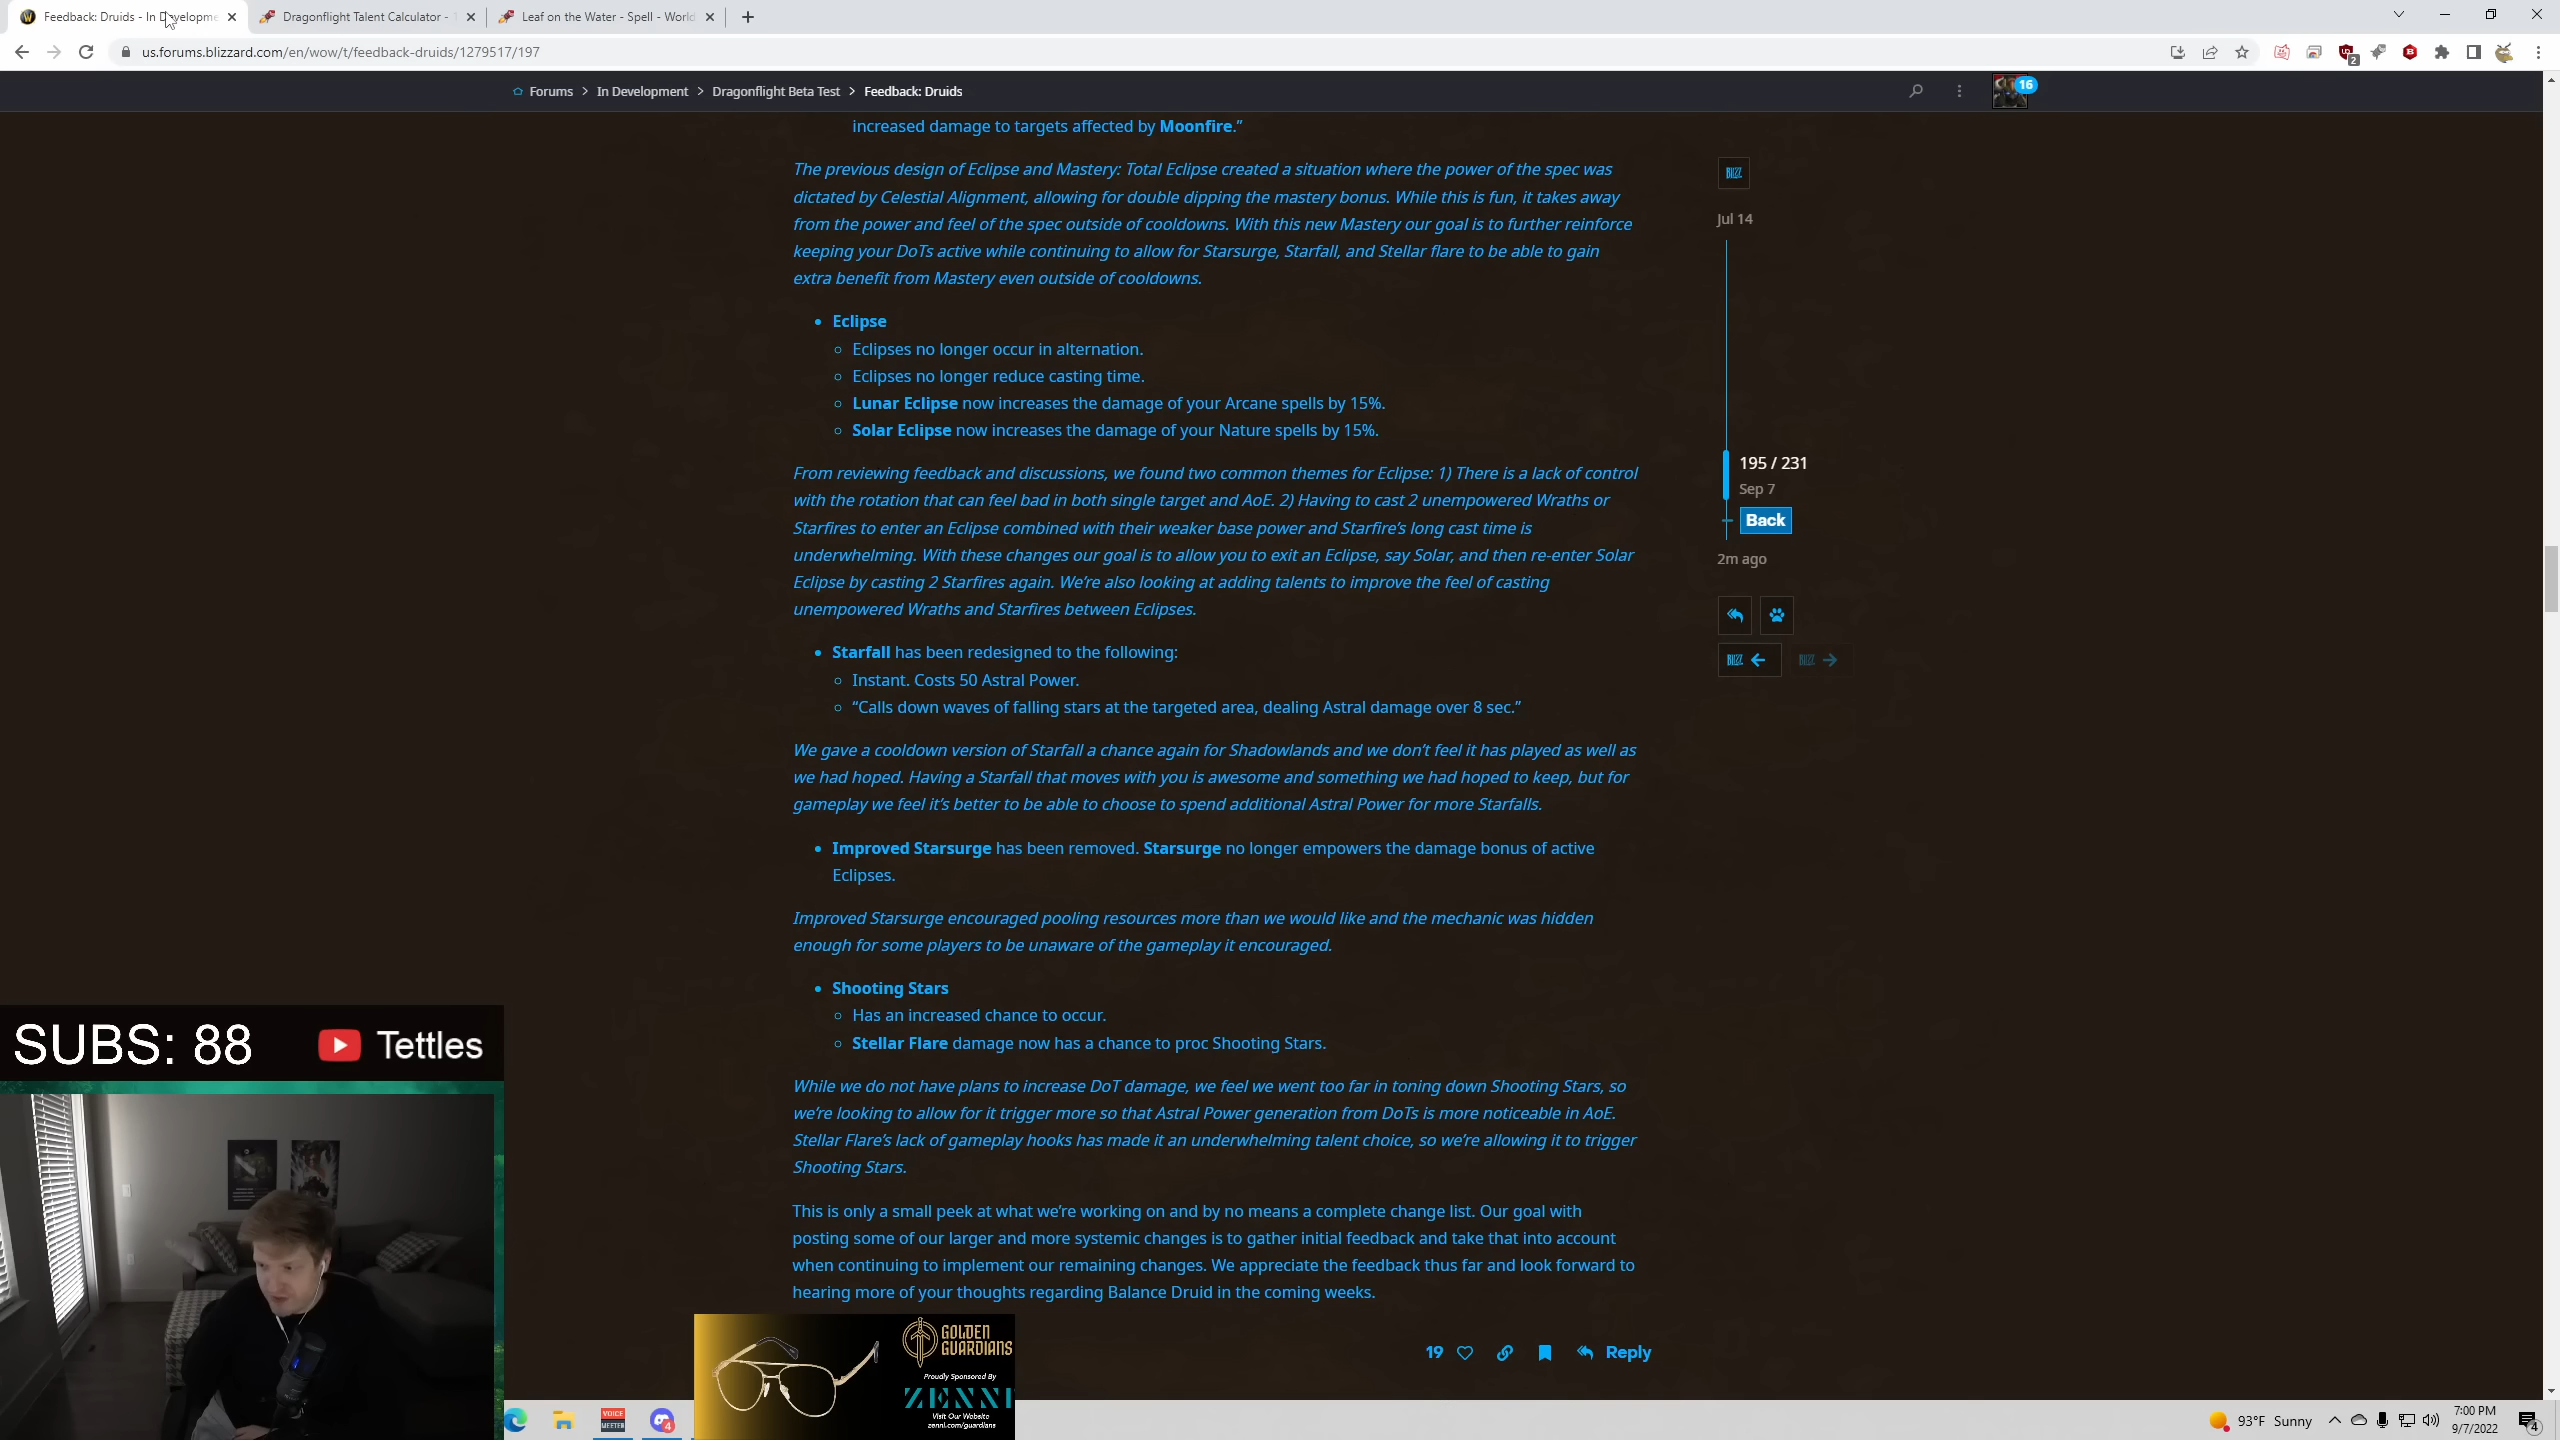 Feedback: Druids - In Developme
Dragonflight Talent Calculator -
Leaf on the Water - Spell - World
us.forums.blizzard.com/en/wow/t/feedback-druids/1279517/197
2
Forums > In Development > Dragonflight Beta Test > Feedback: Druids
16
increased damage to targets affected by Moonfire.”
The previous design of Eclipse and Mastery: Total Eclipse created a situation where the power of the spec was
dictated by Celestial Alignment, allowing for double dipping the mastery bonus. While this is fun, it takes away
from the power and feel of the spec outside of cooldowns. With this new Mastery our goal is to further reinforce
keeping your DoTs active while continuing to allow for Starsurge, Starfall, and Stellar flare to be able to gain
extra benefit from Mastery even outside of cooldowns.
Eclipse
Eclipses no longer occur in alternation.
Eclipses no longer reduce casting time.
Lunar Eclipse now increases the damage of your Arcane spells by 15%.
Solar Eclipse now increases the damage of your Nature spells by 15%.
From reviewing feedback and discussions, we found two common themes for Eclipse: 1) There is a lack of control
with the rotation that can feel bad in both single target and AoE. 2) Having to cast 2 unempowered Wraths or
Starfires to enter an Eclipse combined with their weaker base power and Starfire’s long cast time is
underwhelming. With these changes our goal is to allow you to exit an Eclipse, say Solar, and then re-enter Solar
Eclipse by casting 2 Starfires again. We’re also looking at adding talents to improve the feel of casting
unempowered Wraths and Starfires between Eclipses.
Starfall has been redesigned to the following:
Instant. Costs 50 Astral Power.
“Calls down waves of falling stars at the targeted area, dealing Astral damage over 8 sec.”
We gave a cooldown version of Starfall a chance again for Shadowlands and we don’t feel it has played as well as
we had hoped. Having a Starfall that moves with you is awesome and something we had hoped to keep, but for
gameplay we feel it’s better to be able to choose to spend additional Astral Power for more Starfalls.
Improved Starsurge has been removed. Starsurge no longer empowers the damage bonus of active
Eclipses.
Improved Starsurge encouraged pooling resources more than we would like and the mechanic was hidden
enough for some players to be unaware of the gameplay it encouraged.
Shooting Stars
Has an increased chance to occur.
Stellar Flare damage now has a chance to proc Shooting Stars.
While we do not have plans to increase DoT damage, we feel we went too far in toning down Shooting Stars, so
we’re looking to allow for it trigger more so that Astral Power generation from DoTs is more noticeable in AoE.
Stellar Flare’s lack of gameplay hooks has made it an underwhelming talent choice, so we’re allowing it to trigger
Shooting Stars.
This is only a small peek at what we’re working on and by no means a complete change list. Our goal with
posting some of our larger and more systemic changes is to gather initial feedback and take that into account
when continuing to implement our remaining changes. We appreciate the feedback thus far and look forward to
hearing more of your thoughts regarding Balance Druid in the coming weeks.
19
Reply
BLIZZ
Jul 14
195 / 231
Sep 7
Back
2m ago
BLIZZ
BLIZZ
SUBS: 88
Tettles
GOLDEN
GUARDIANS
Proudly Sponsored By
ZENNI
Visit Our Website
zennl.com/guardians
VOICE
MEETER
4
93°F Sunny
7:00 PM
9/7/2022
4